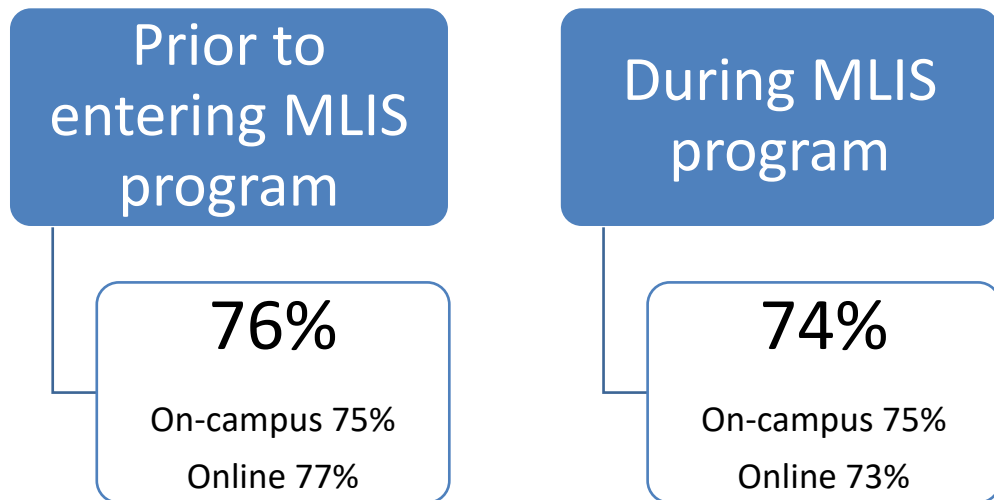 Prior to
entering MLIS
program
76%
On-campus 75%
Online 77%
During MLIS
program
74%
On-campus 75%
Online 73%